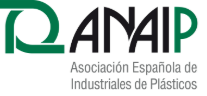 ANAIP
Asociación Española de
Industriales de Plásticos